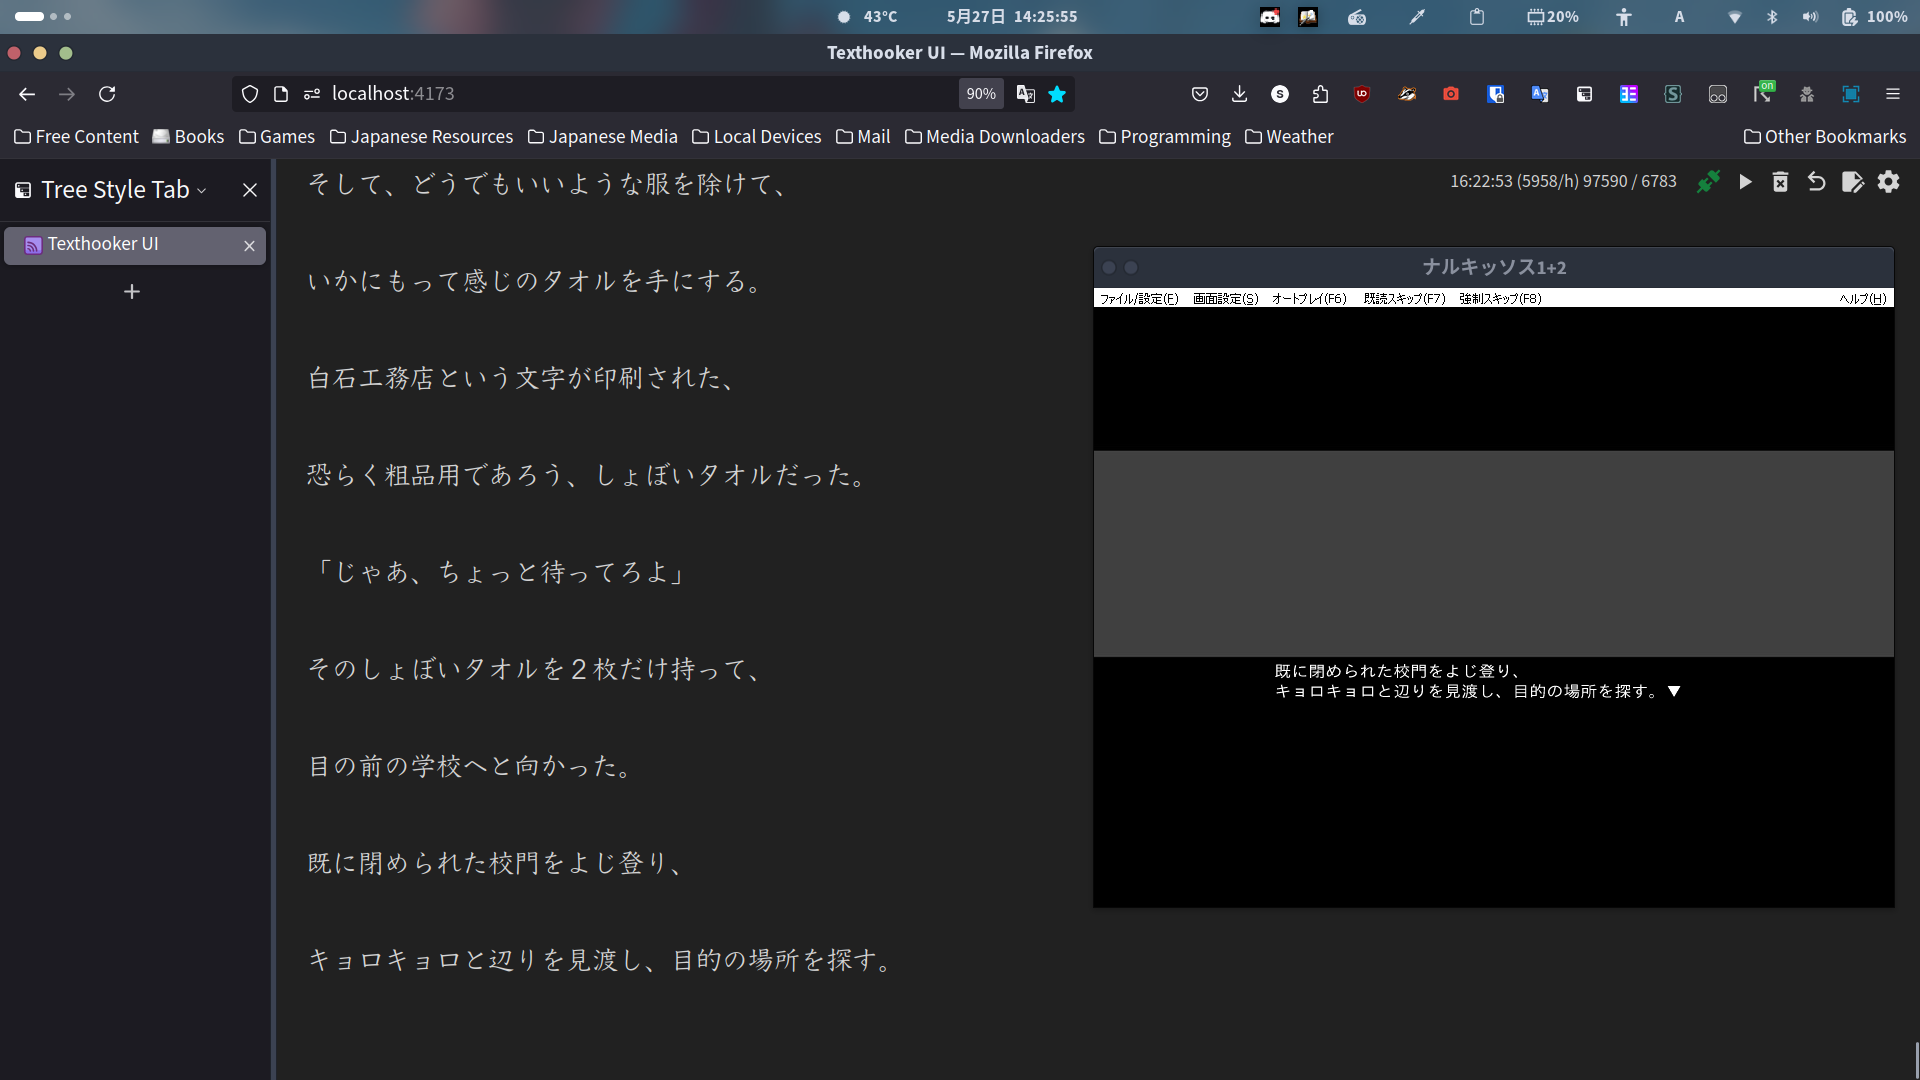 43°C
5月27日 14:25:55
20%
A
100%
Texthooker UI — Mozilla Firefox
localhost:4173
90%
on
Free Content
Books
Games
Japanese Resources
Japanese Media
Local Devices
Mail
Media Downloaders
Programming
Weather
Other Bookmarks
Tree Style Tab
Texthooker UI
16:22:53 (5958/h) 97590 / 6783
そして、どうでもいいような服を除けて、
いかにもって感じのタオルを手にする。
白石工務店という文字が印刷された、
恐らく粗品用であろう、しょぼいタオルだった。
「じゃあ、ちょっと待ってろよ」
そのしょぼいタオルを２枚だけ持って、
目の前の学校へと向かった。
既に閉められた校門をよじ登り、
キョロキョロと辺りを見渡し、目的の場所を探す。
ナルキッソス1+2
ファイル/設定(F) 画面設定(S) オートプレイ(F6) 既読スキップ(F7) 強制スキップ(F8) ヘルプ(H)
既に閉められた校門をよじ登り、
キョロキョロと辺りを見渡し、目的の場所を探す。▼